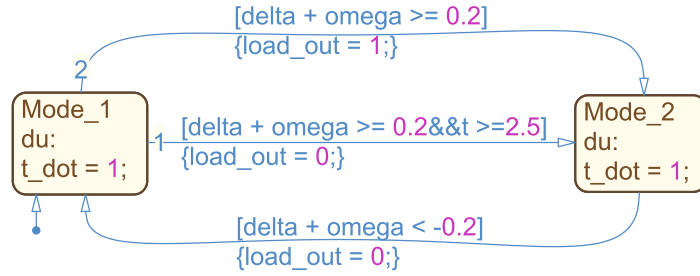 [delta + omega >= 0.2]
{load_out = 1;}
2
Mode_1
du:
t_dot = 1;
1
[delta + omega >= 0.2&&t >=2.5]
{load_out = 0;}
Mode_2
du:
t_dot = 1;
[delta + omega < -0.2]
{load_out = 0;}